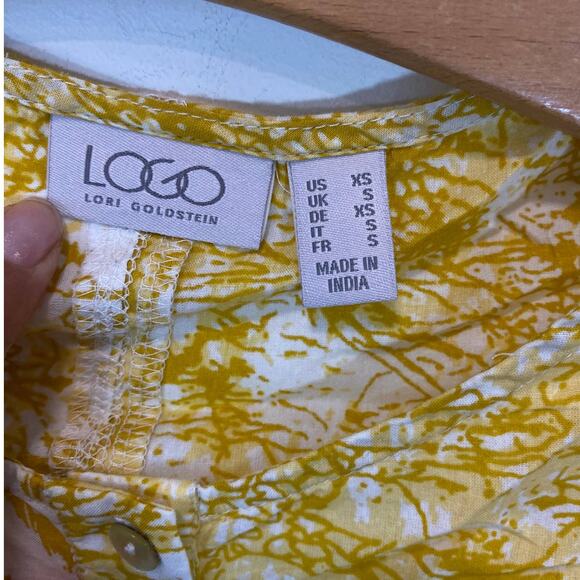 LOGO
LORI GOLDSTEIN
US XS
UK S
DE XS
IT S
FR S
MADE IN
INDIA